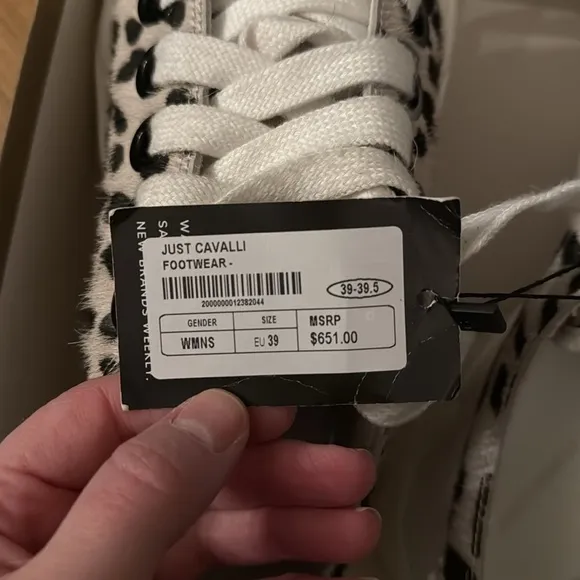 JUST CAVALLI
FOOTWEAR -
2000000012382044
39-39.5
GENDER SIZE MSRP
WMNS EU 39 $651.00
NEW BRANDS WEEKLY.